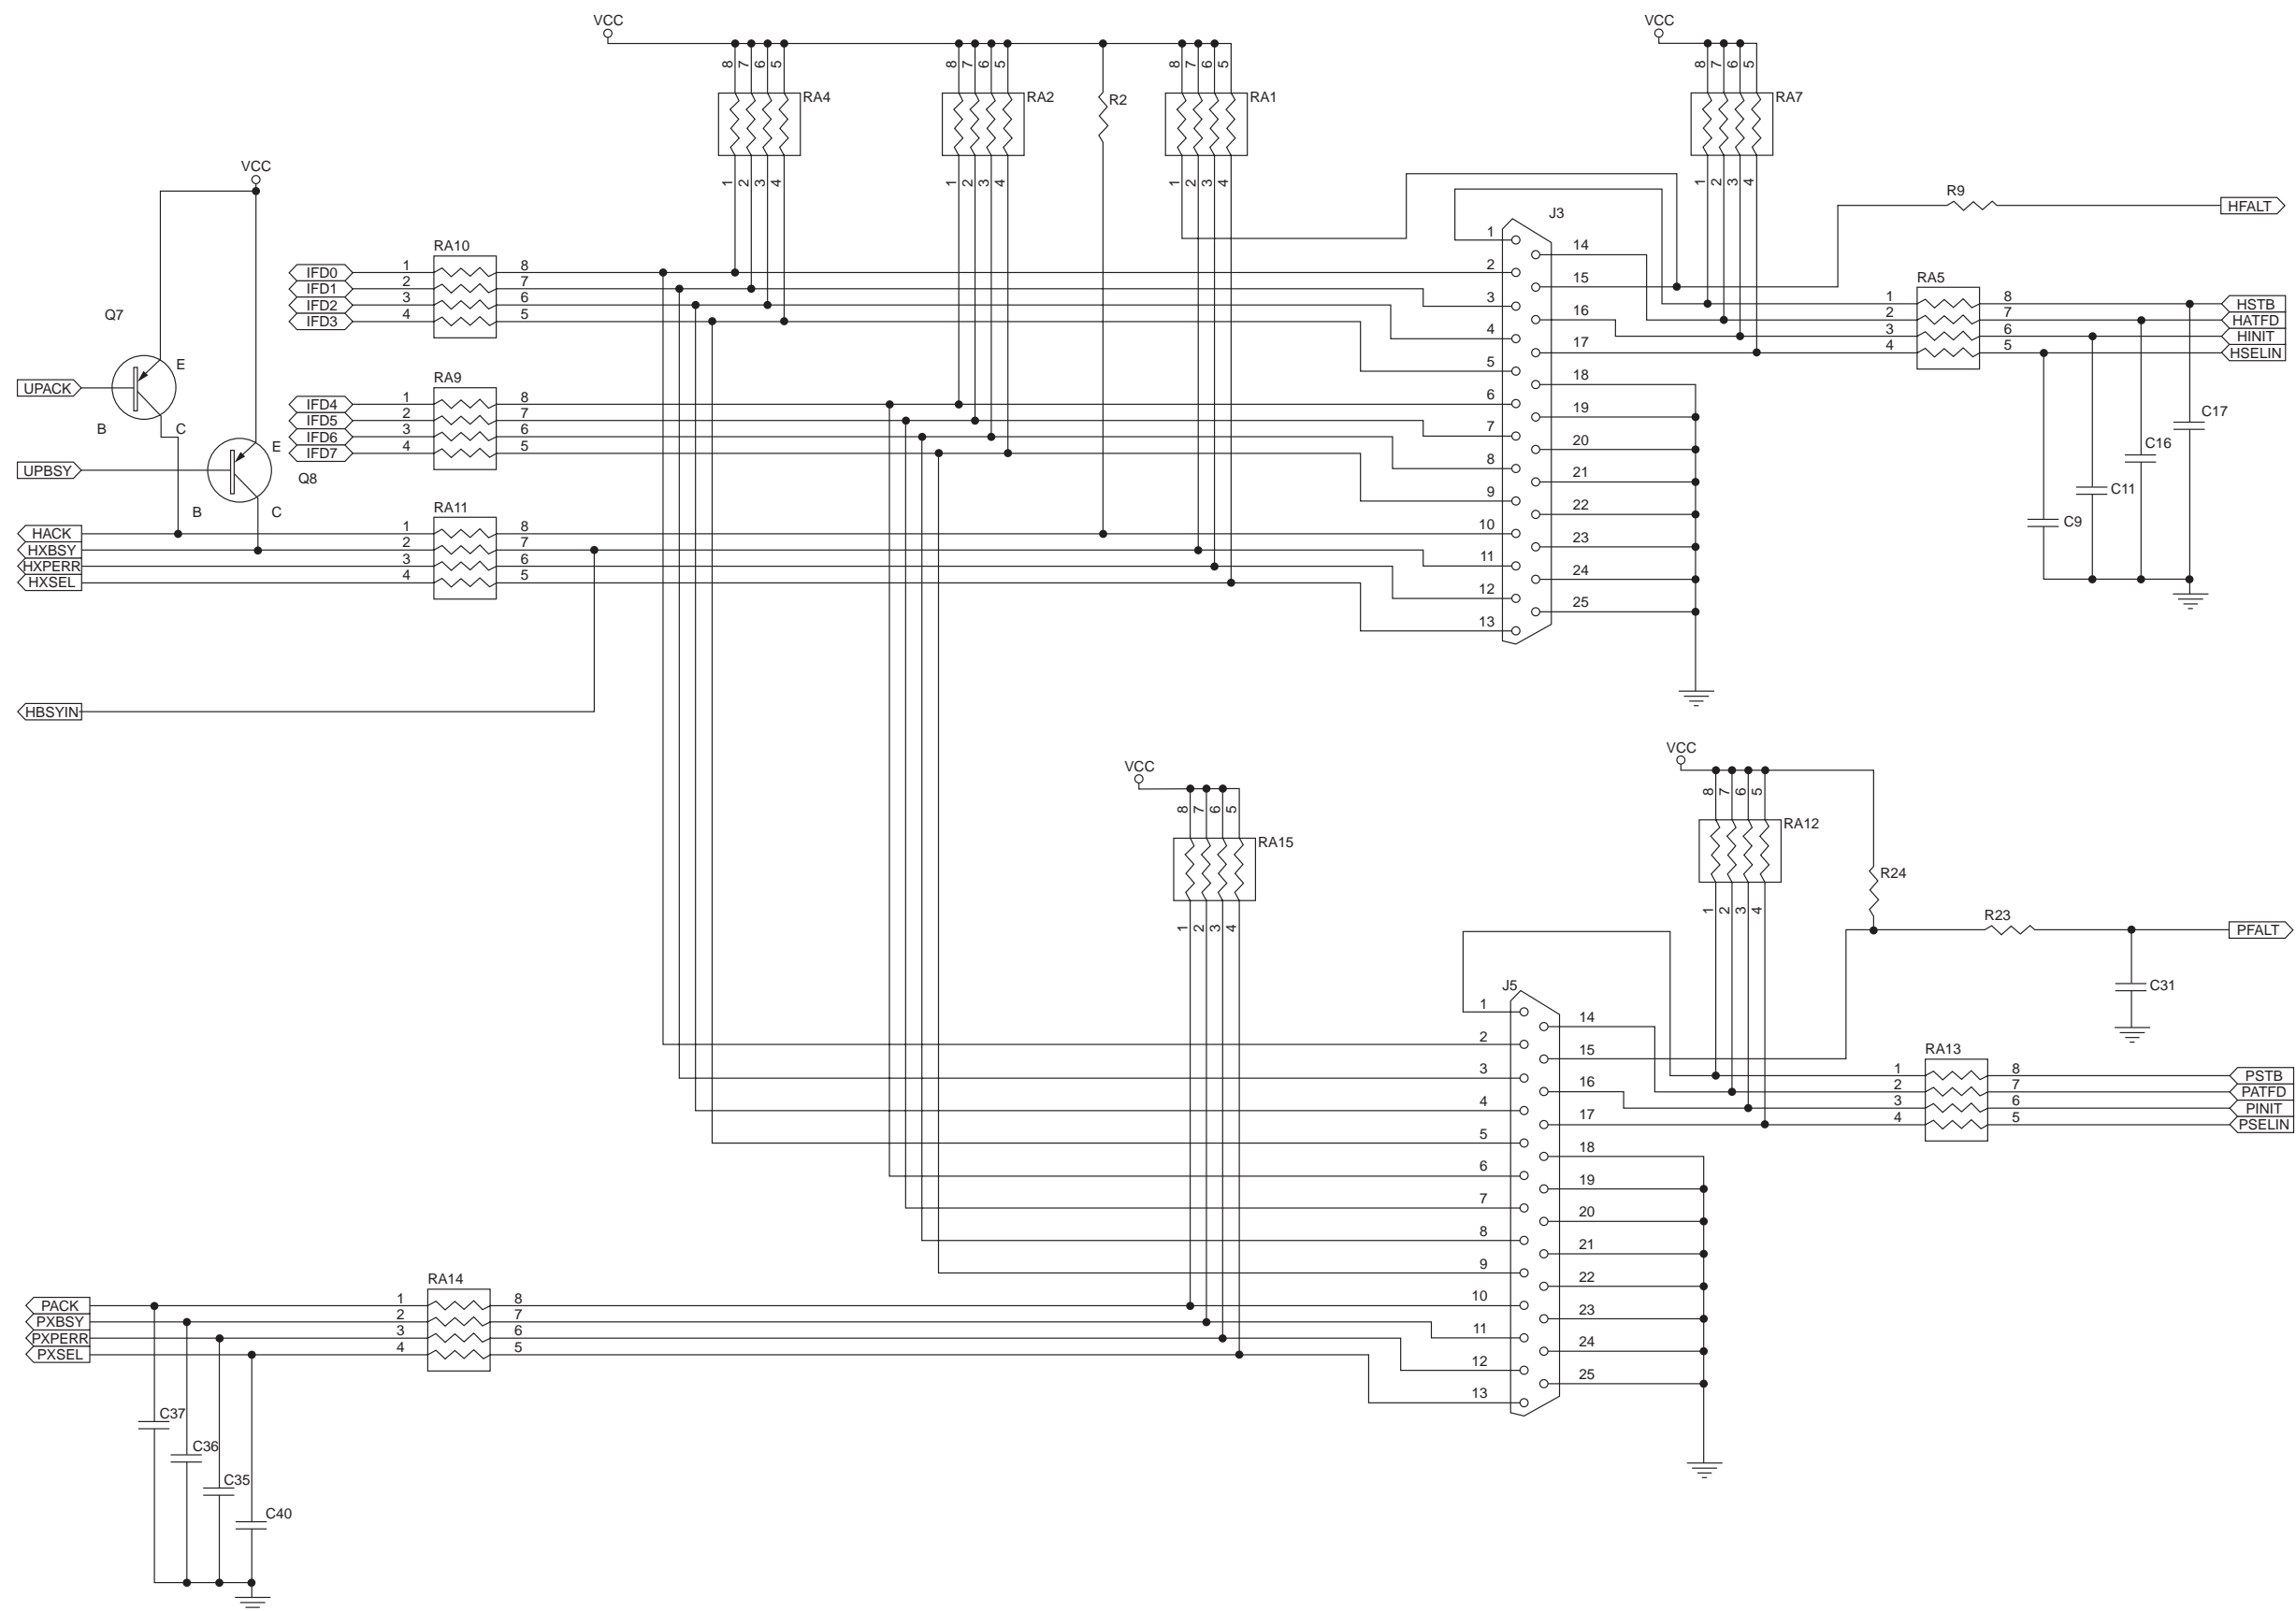 VCC
VCC
8 7 6 5
RA4
8 7 6 5
RA2
R2
8 7 6 5
RA1
8 7 6 5
RA7
1 2 3 4
1 2 3 4
1 2 3 4
1 2 3 4
VCC
R9
HFALT
J3
RA10
IFD0 1 8
IFD1 2 7
IFD2 3 6
IFD3 4 5
Q7
E
UPACK
B C
RA9
IFD4 1 8
IFD5 2 7
IFD6 3 6
IFD7 4 5
E
UPBSY
Q8
B C
RA11
HACK 1 8
HXBSY 2 7
HXPERR 3 6
HXSEL 4 5
HBSYIN
1
2
3
4
5
6
7
8
9
10
11
12
13
14
15
16
17
18
19
20
21
22
23
24
25
RA5
1 8 HSTB
2 7 HATFD
3 6 HINIT
4 5 HSELIN
C17
C16
C11
C9
VCC
8 7 6 5
RA15
1 2 3 4
VCC
8 7 6 5
RA12
1 2 3 4
R24
R23
PFALT
C31
J5
1
2
3
4
5
6
7
8
9
10
11
12
13
14
15
16
17
18
19
20
21
22
23
24
25
RA13
1 8 PSTB
2 7 PATFD
3 6 PINIT
4 5 PSELIN
RA14
PACK 1 8
PXBSY 2 7
PXPERR 3 6
PXSEL 4 5
C37
C36
C35
C40